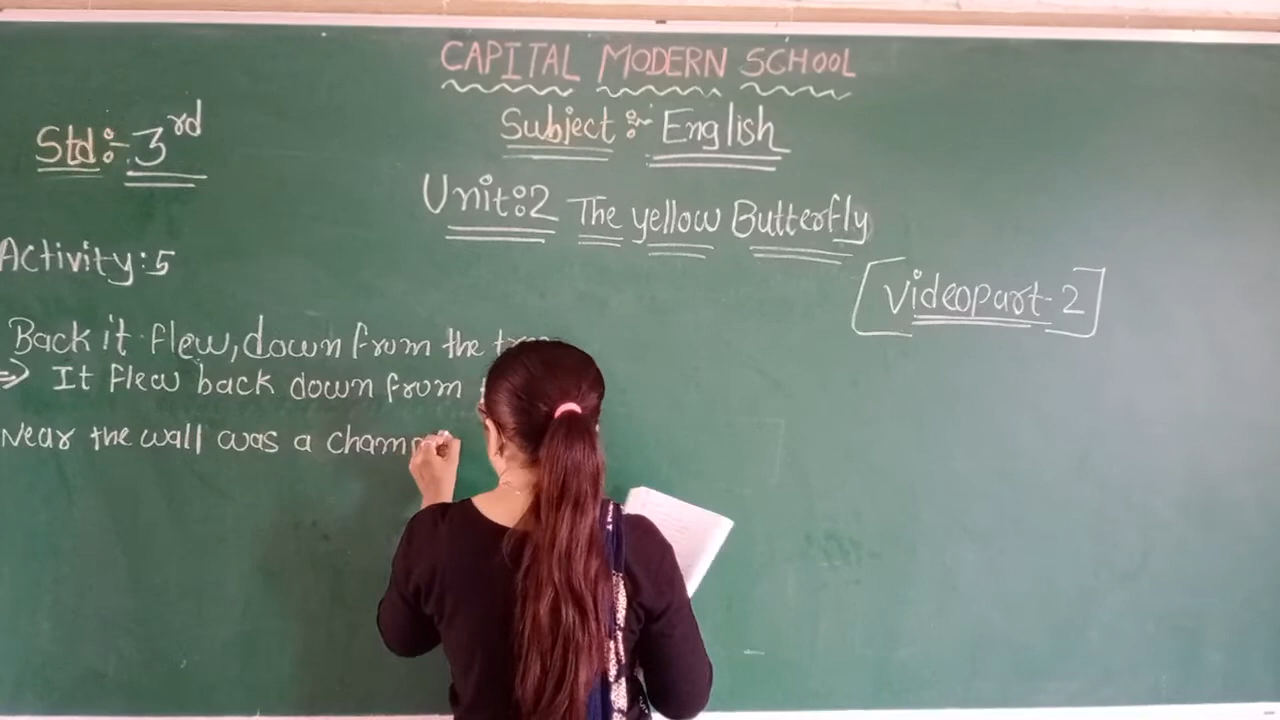 CAPITAL MODERN SCHOOL
Std:- 3rd
Subject :- English
Unit:2 The yellow Butterfly
Activity:5
[Videopart-2]
Back it flew, down from the
⇒ It flew back down from
Near the wall was a champ